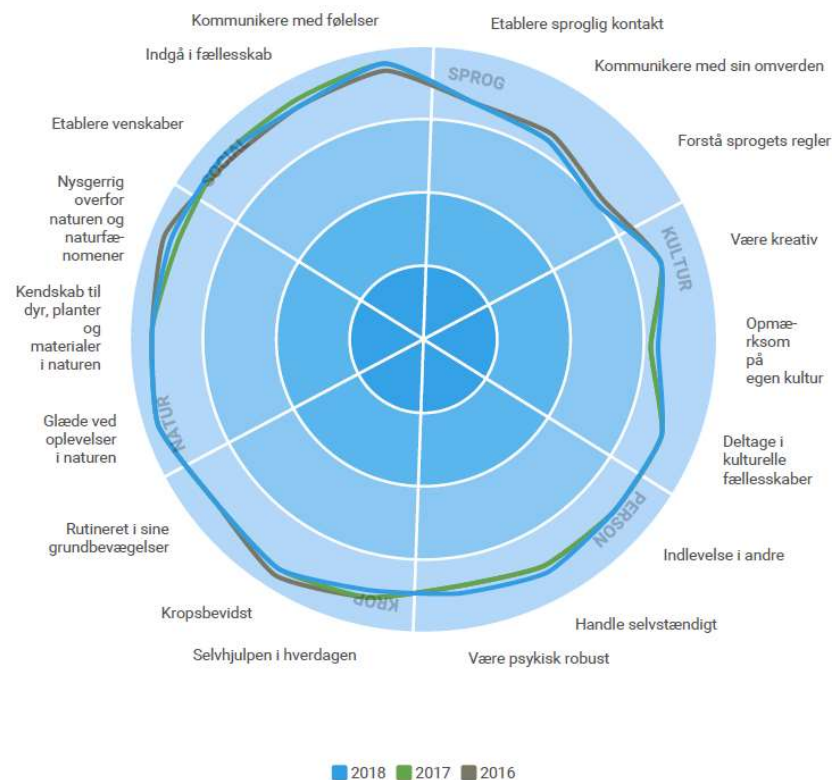 Kommunikere med følelser
Etablere sproglig kontakt
Indgå i fællesskab
Kommunikere med sin omverden
SPROG
Etablere venskaber
Forstå sprogets regler
SOCIAL
Nysgerrig
overfor
naturen og
naturfæ-
nomener
Være kreativ
KULTUR
Kendskab til
dyr, planter
og
materialer
i naturen
Opmæ-
rksom
på
egen kultur
Glæde ved
oplevelser
i naturen
NATUR
Deltage i
kulturelle
fællesskaber
PERSON
Rutineret i sine
grundbevægelser
Indlevelse i andre
Kropsbevidst
KROP
Handle selvstændigt
Selvhjulpen i hverdagen
Være psykisk robust
2018 2017 2016